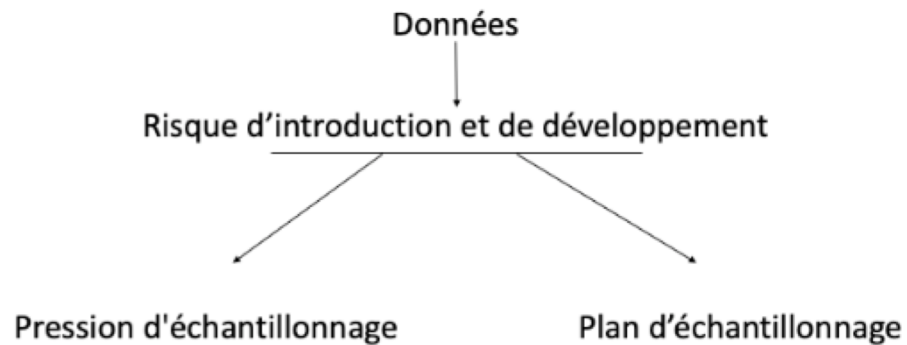 Données
Risque d’introduction et de développement
Pression d'échantillonnage
Plan d’échantillonnage